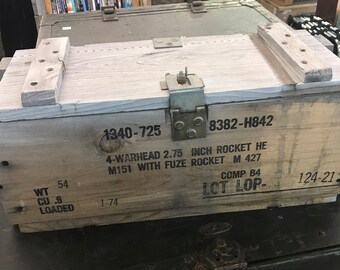 1340-725 8382-H842
4-WARHEAD 2.75 INCH ROCKET HE
M151 WITH FUZE ROCKET M 427
COMP B4
LOT LOP- 124-21
WT 54
CU .8
LOADED 1-74